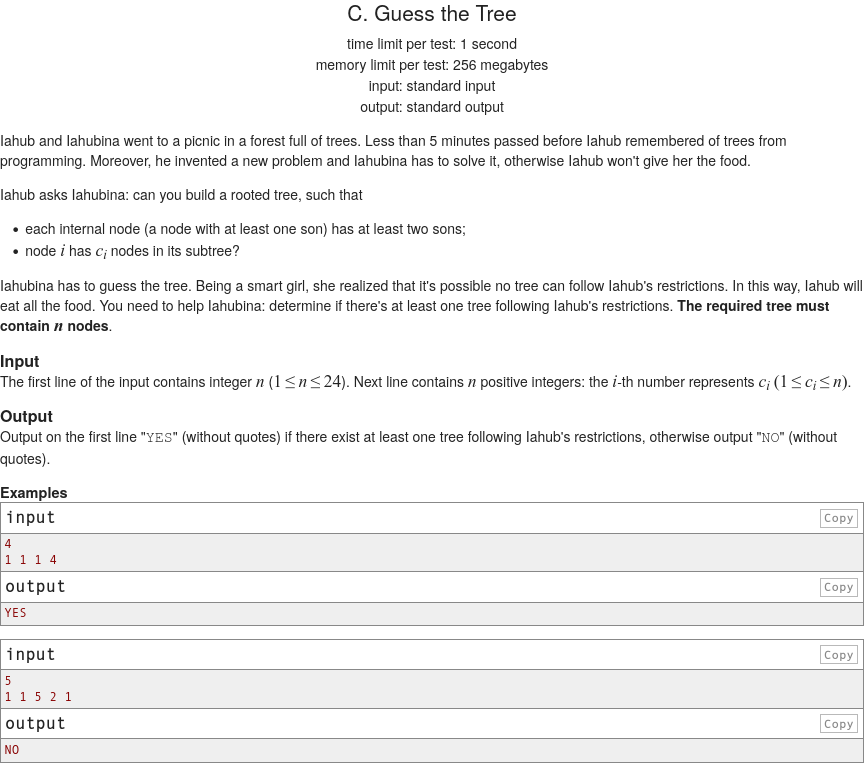 C. Guess the Tree
time limit per test: 1 second
memory limit per test: 256 megabytes
input: standard input
output: standard output
Iahub and Iahubina went to a picnic in a forest full of trees. Less than 5 minutes passed before Iahub remembered of trees from
programming. Moreover, he invented a new problem and Iahubina has to solve it, otherwise Iahub won't give her the food.
Iahub asks Iahubina: can you build a rooted tree, such that
• each internal node (a node with at least one son) has at least two sons;
• node i has c_i nodes in its subtree?
Iahubina has to guess the tree. Being a smart girl, she realized that it's possible no tree can follow Iahub's restrictions. In this way, Iahub will
eat all the food. You need to help Iahubina: determine if there's at least one tree following Iahub's restrictions. The required tree must
contain n nodes.
Input
The first line of the input contains integer n (1 ≤ n ≤ 24). Next line contains n positive integers: the i-th number represents c_i (1 ≤ c_i ≤ n).
Output
Output on the first line "YES" (without quotes) if there exist at least one tree following Iahub's restrictions, otherwise output "NO" (without
quotes).
Examples
input Copy
4
1 1 1 4
output Copy
YES
input Copy
5
1 1 5 2 1
output Copy
NO